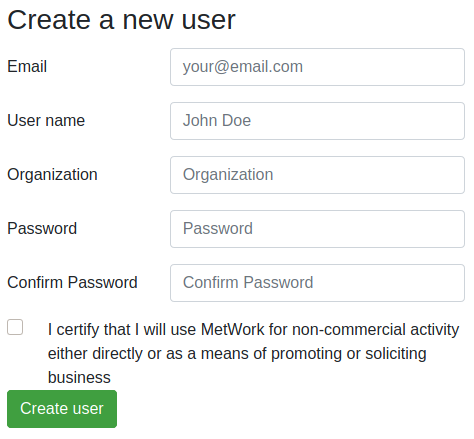 Create a new user
Email
your@email.com
User name
John Doe
Organization
Organization
Password
Password
Confirm Password
Confirm Password
I certify that I will use MetWork for non-commercial activity
either directly or as a means of promoting or soliciting
business
Create user